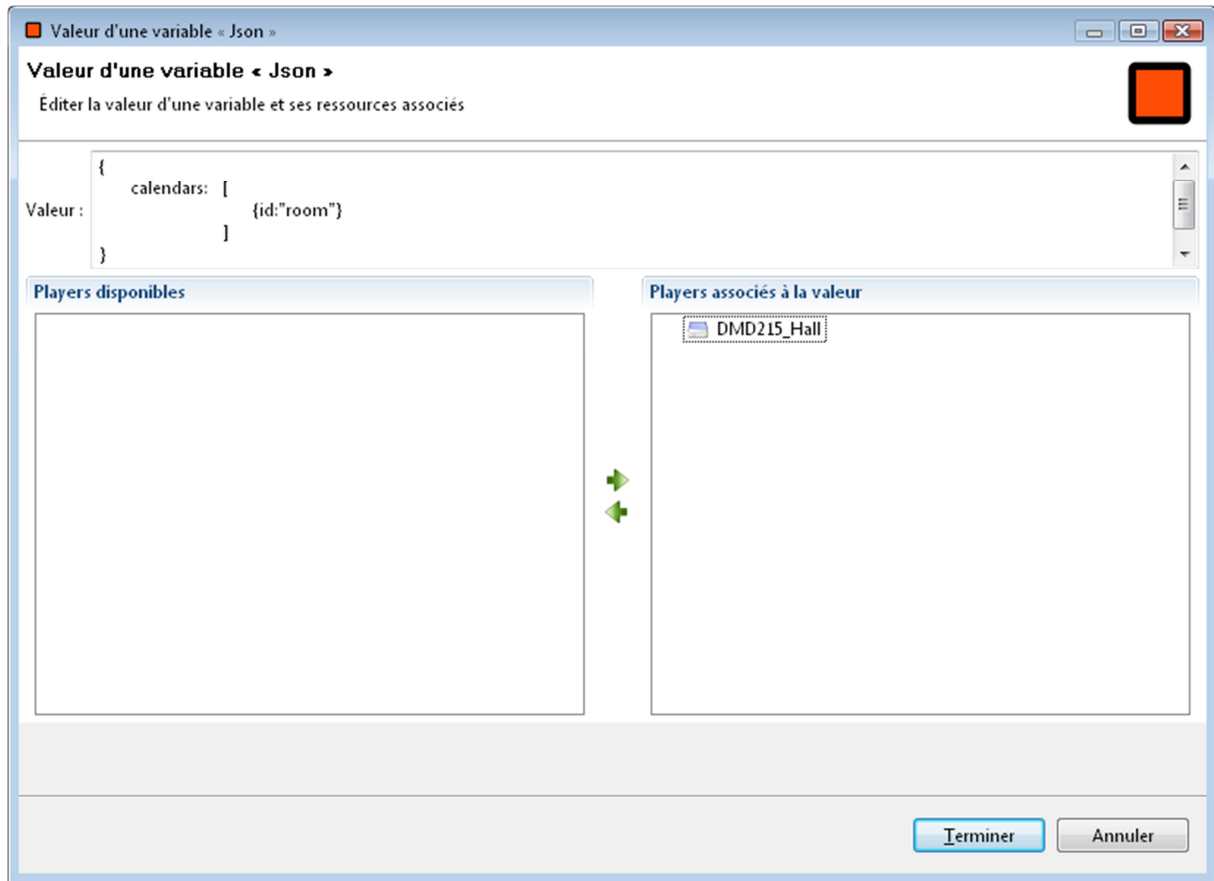 Valeur d'une variable « Json »
Valeur d'une variable « Json »
Éditer la valeur d'une variable et ses ressources associés
Valeur :
{
calendars: [
{id:"room"}
]
}
Players disponibles
Players associés à la valeur
DMD215_Hall
Terminer
Annuler